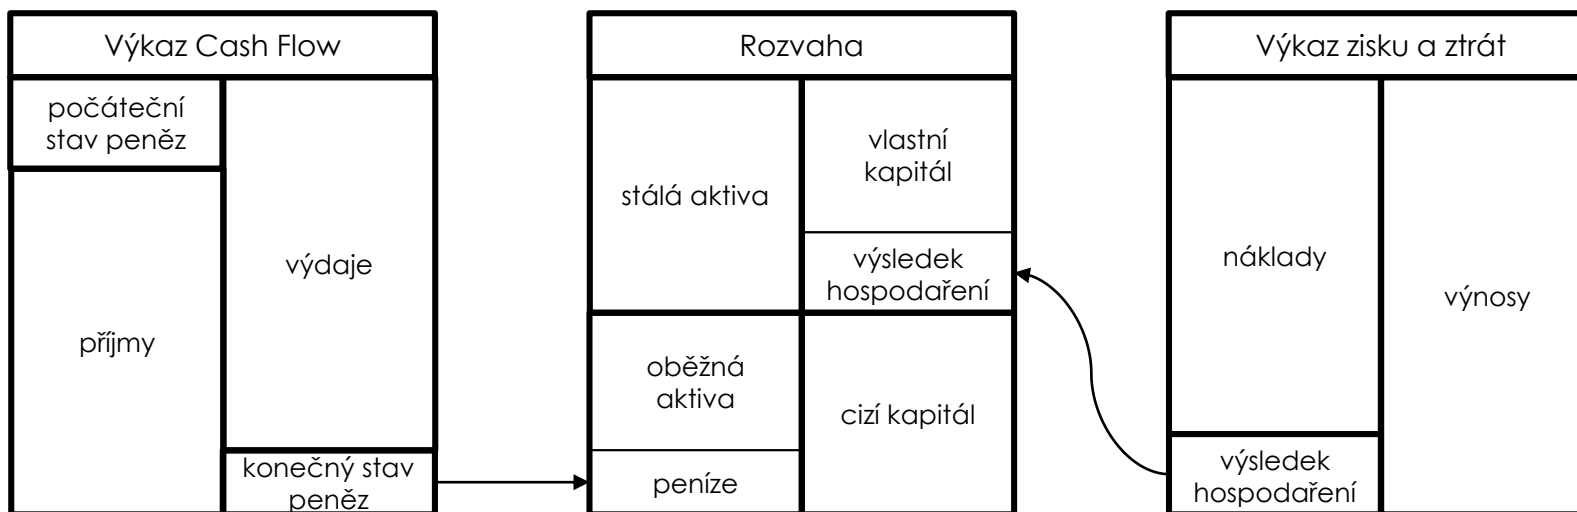 Výkaz Cash Flow
počáteční
stav peněz
příjmy
výdaje
konečný stav
peněz
Rozvaha
stálá aktiva
oběžná
aktiva
peníze
vlastní
kapitál
výsledek
hospodaření
cizí kapitál
Výkaz zisku a ztrát
náklady
výsledek
hospodaření
výnosy